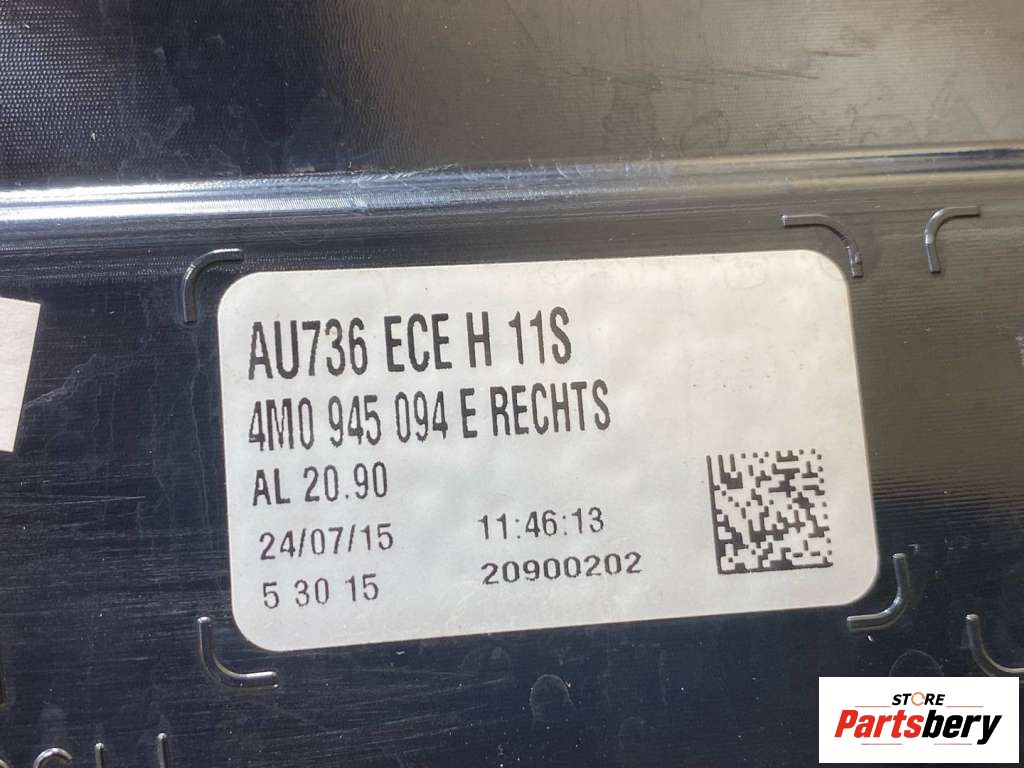 AU736 ECE H 11S
4M0 945 094 E RECHTS
AL 20.90
24/07/15 11:46:13
5 30 15 20900202
STORE
Partsbery